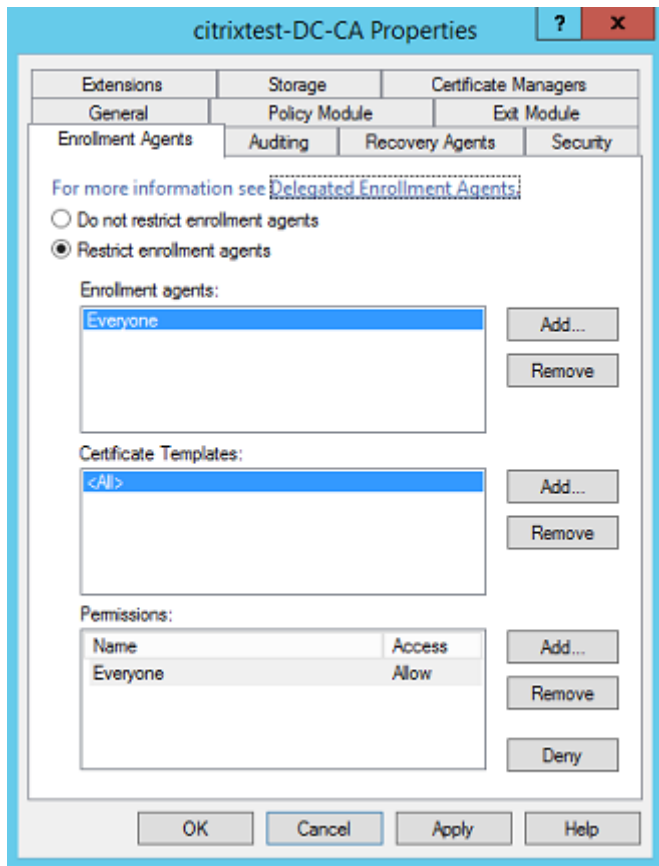 citrixtest-DC-CA Properties
?
x
Extensions Storage Certificate Managers
General Policy Module Exit Module
Enrollment Agents Auditing Recovery Agents Security
For more information see Delegated Enrollment Agents.
Do not restrict enrollment agents
Restrict enrollment agents
Enrollment agents:
Everyone
Add...
Remove
Certificate Templates:
<All>
Add...
Remove
Permissions:
Name Access
Everyone Allow
Add...
Remove
Deny
OK Cancel Apply Help